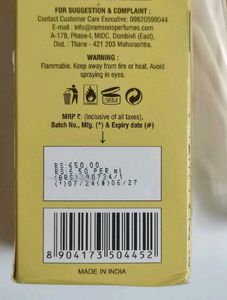 FOR SUGGESTION & COMPLAINT :
Contact Customer Care Executive: 09820599044
info@ramsonsperfumes.com
A-178, Phase-I, MIDC, Dombivli (East),
Dist. : Thane - 421 203 Maharashtra.
WARNING :
Flammable. Keep away from fire or heat. Avoid
spraying in eyes.
36M
MRP ₹. (Inclusive of all taxes),
Batch No., Mfg. (*) & Expiry date (#)
RS:650.00
RS:6.50 PER ml
(*)07/24(#)06/27
8 904173 504452
MADE IN INDIA